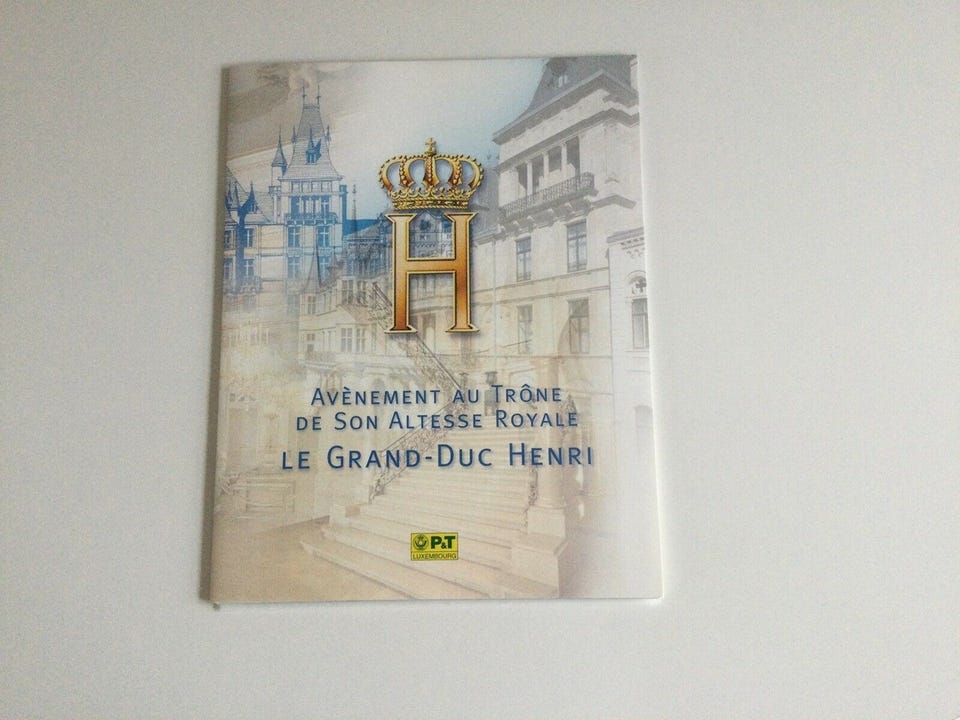 H
AVÈNEMENT AU TRÔNE
DE SON ALTESSE ROYALE
LE GRAND-DUC HENRI
P&T
LUXEMBOURG